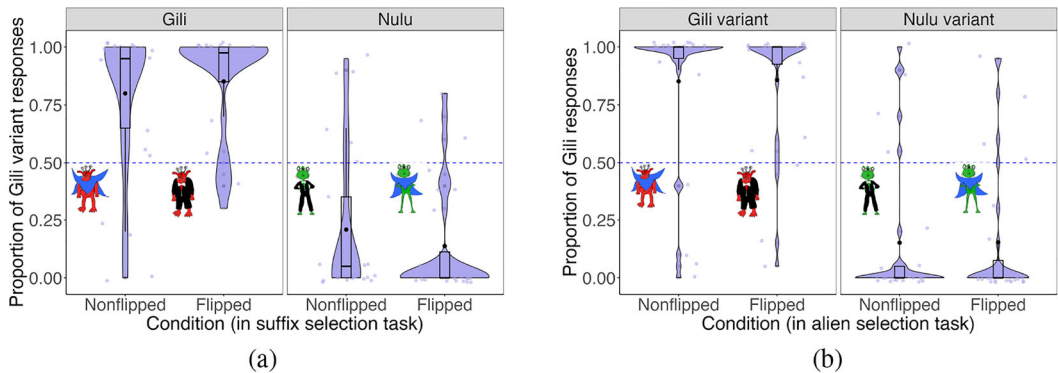 Gili
Nulu
Proportion of Gili variant responses
1.00
0.75
0.50
0.25
0.00
Nonflipped
Flipped
Nonflipped
Flipped
Condition (in suffix selection task)
(a)
Gili variant
Nulu variant
Proportion of Gili responses
1.00
0.75
0.50
0.25
0.00
Nonflipped
Flipped
Nonflipped
Flipped
Condition (in alien selection task)
(b)